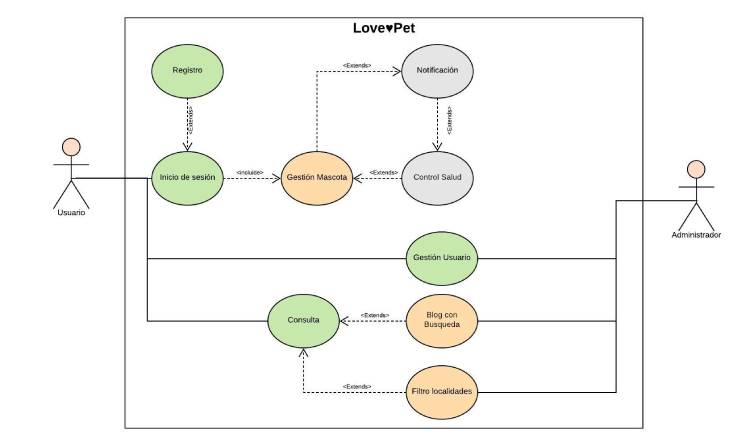 Love♥Pet
Registro
<Extends>
Notificación
<Extends>
<Extends>
Inicio de sesión
<incluise>
Gestión Mascota
<Extends>
Control Salud
Usuario
Administrador
Gestión Usuario
Consulta
<Extends>
Blog con
Busqueda
<Extends>
Filtro localidades